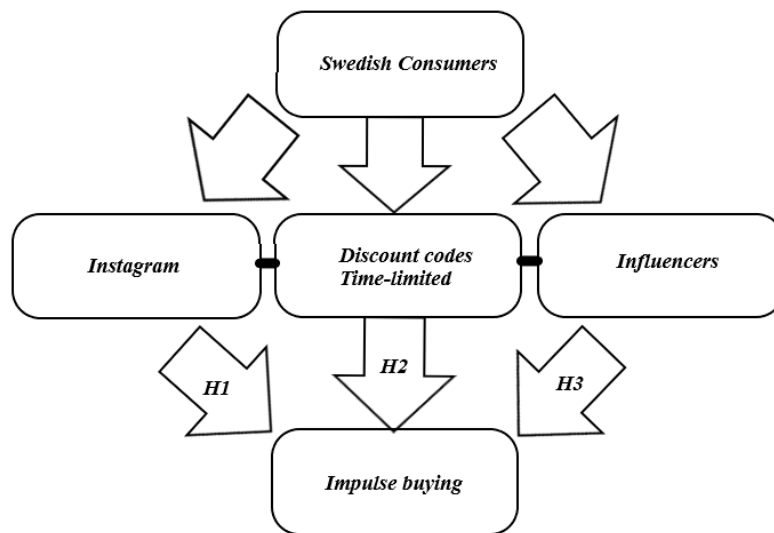 Swedish Consumers
Instagram
Discount codes
Time-limited
Influencers
H1
H2
H3
Impulse buying